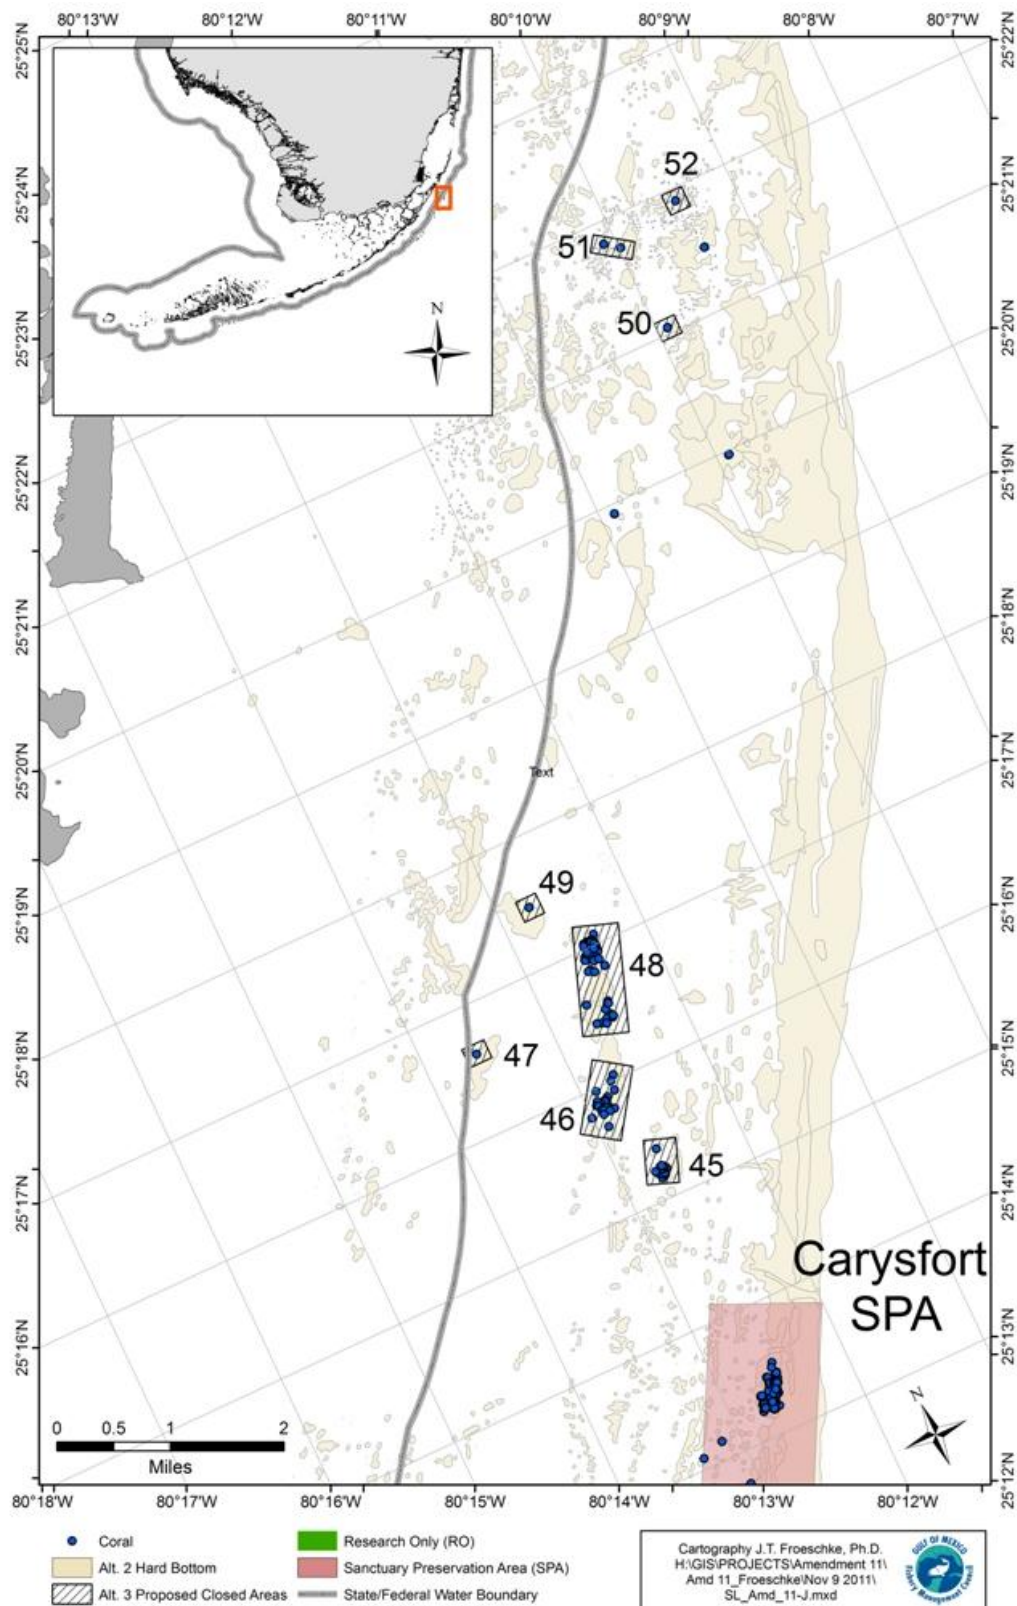 80°13'W 80°12'W 80°11'W 80°10'W 80°9'W 80°8'W 80°7'W
25°25'N
25°24'N
25°23'N
25°22'N
25°21'N
25°20'N
25°19'N
25°18'N
25°17'N
25°16'N
25°22'N
25°21'N
25°20'N
25°19'N
25°18'N
25°17'N
25°16'N
25°15'N
25°14'N
25°13'N
25°12'N
N
52
51
50
Text
49
48
47
46
45
Carysfort
SPA
N
0 0.5 1 2
Miles
80°18'W 80°17'W 80°16'W 80°15'W 80°14'W 80°13'W 80°12'W
Coral
Alt. 2 Hard Bottom
Alt. 3 Proposed Closed Areas
Research Only (RO)
Sanctuary Preservation Area (SPA)
State/Federal Water Boundary
Cartography J.T. Froeschke, Ph.D.
H:\GIS\PROJECTS\Amendment 11\
Amd 11_Froeschke\Nov 9 2011\
SL_Amd_11-J.mxd
GULF OF MEXICO
Fishery Management Council